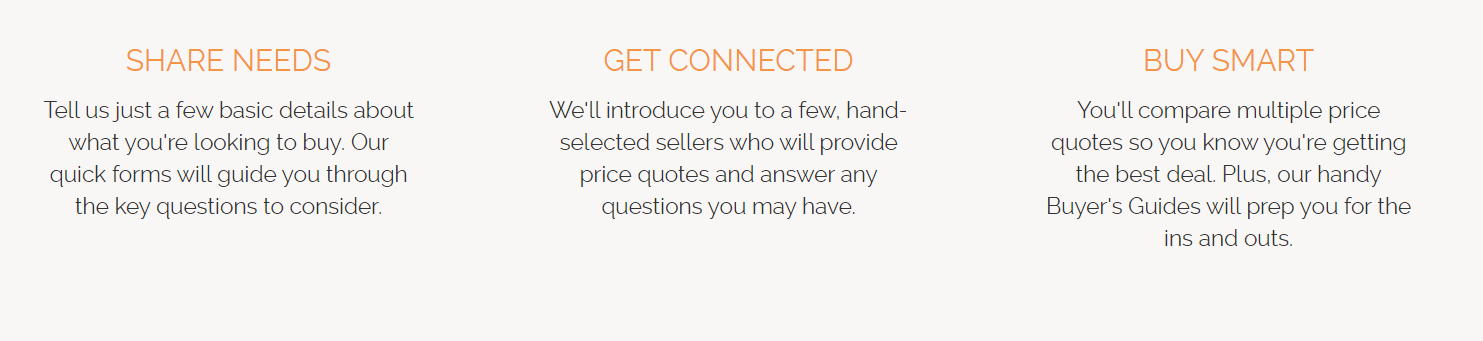 SHARE NEEDS
Tell us just a few basic details about
what you're looking to buy. Our
quick forms will guide you through
the key questions to consider.
GET CONNECTED
We'll introduce you to a few, hand-
selected sellers who will provide
price quotes and answer any
questions you may have.
BUY SMART
You'll compare multiple price
quotes so you know you're getting
the best deal. Plus, our handy
Buyer's Guides will prep you for the
ins and outs.